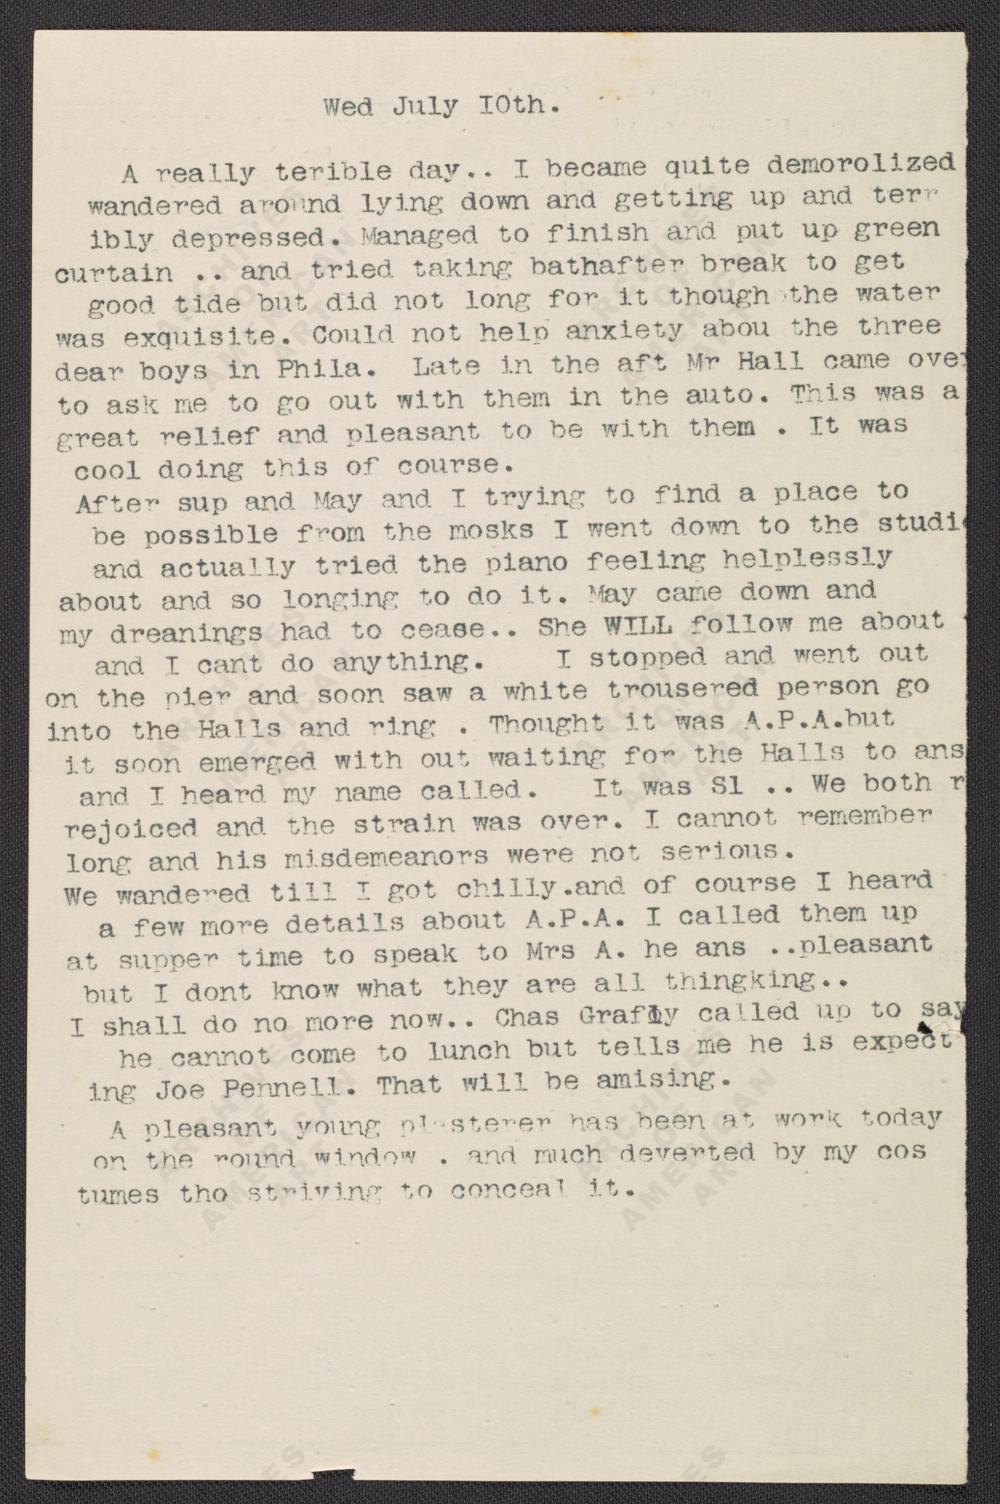 Wed July IOth.
A really terible day.. I became quite demorolized
wandered around lying down and getting up and terr
ibly depressed. Managed to finish and put up green
curtain .. and tried taking bathafter break to get
good tide but did not long for it though the water
was exquisite. Could not help anxiety abou the three
dear boys in Phila. Late in the aft Mr Hall came over
to ask me to go out with them in the auto. This was a
great relief and pleasant to be with them . It was
cool doing this of course.
After sup and May and I trying to find a place to
be possible from the mosks I went down to the studi
and actually tried the piano feeling helplessly
about and so longing to do it. May came down and
my dreanings had to cease.. She WILL follow me about
and I cant do anything. I stopped and went out
on the pier and soon saw a white trousered person go
into the Halls and ring . Thought it was A.P.A.but
it soon emerged with out waiting for the Halls to ans
and I heard my name called. It was Sl .. We both r
rejoiced and the strain was over. I cannot remember
long and his misdemeanors were not serious.
We wandered till I got chilly.and of course I heard
a few more details about A.P.A. I called them up
at supper time to speak to Mrs A. he ans ..pleasant
but I dont know what they are all thingking..
I shall do no more now.. Chas Grafly called up to say
he cannot come to lunch but tells me he is expect
ing Joe Pennell. That will be amising.
A pleasant young plasterer has been at work today
on the round window . and much deverted by my cos
tumes tho striving to conceal it.